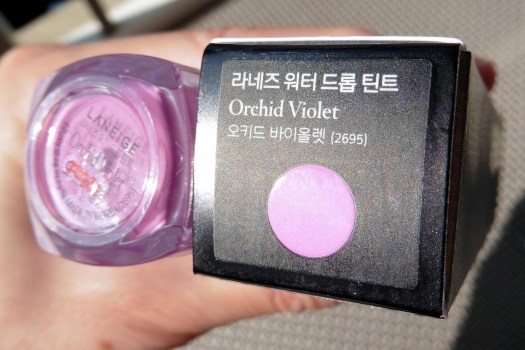 라네즈 워터 드롭 틴트
Orchid Violet
오키드 바이올렛 (2695)
LANEIGE